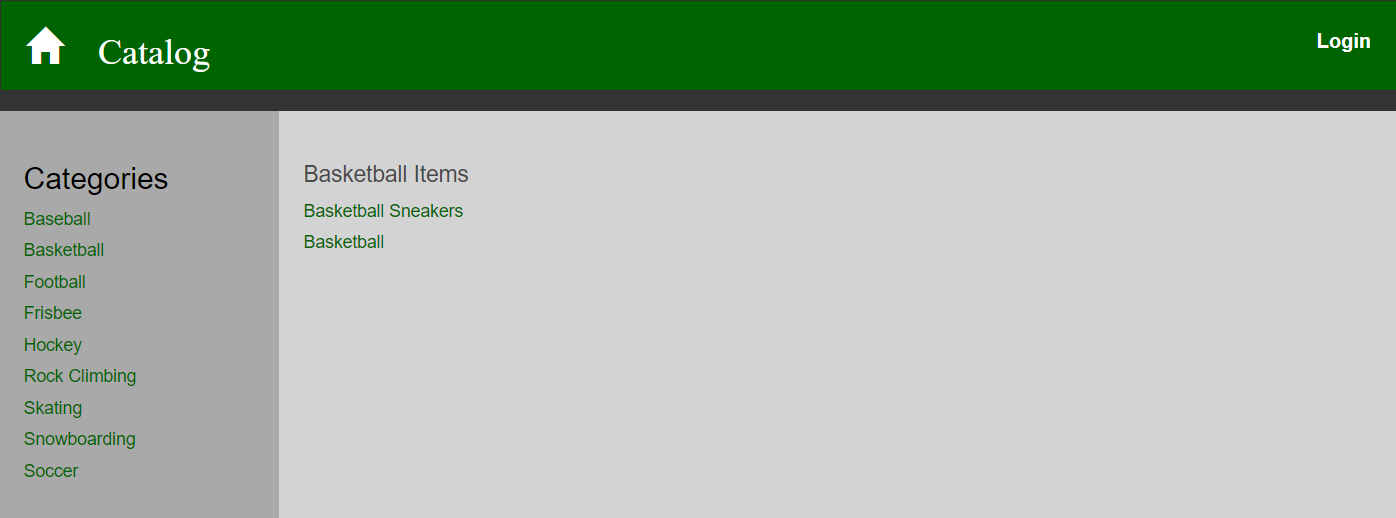 Catalog
Login
Categories
Baseball
Basketball
Football
Frisbee
Hockey
Rock Climbing
Skating
Snowboarding
Soccer
Basketball Items
Basketball Sneakers
Basketball